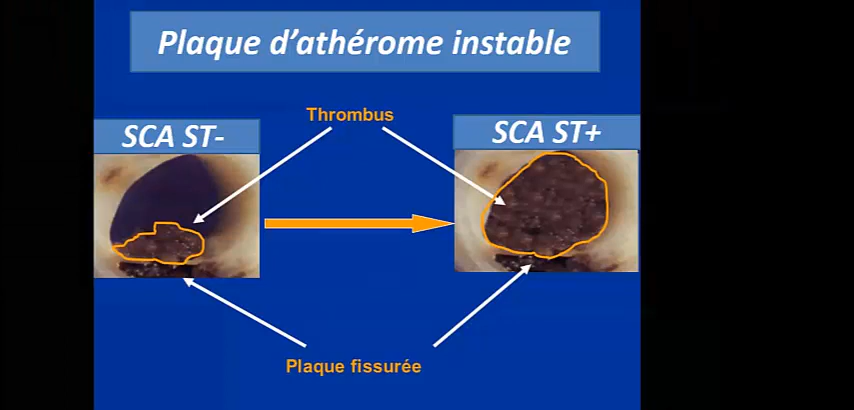 Plaque d'athérome instable
Thrombus
SCA ST-
SCA ST+
Plaque fissurée